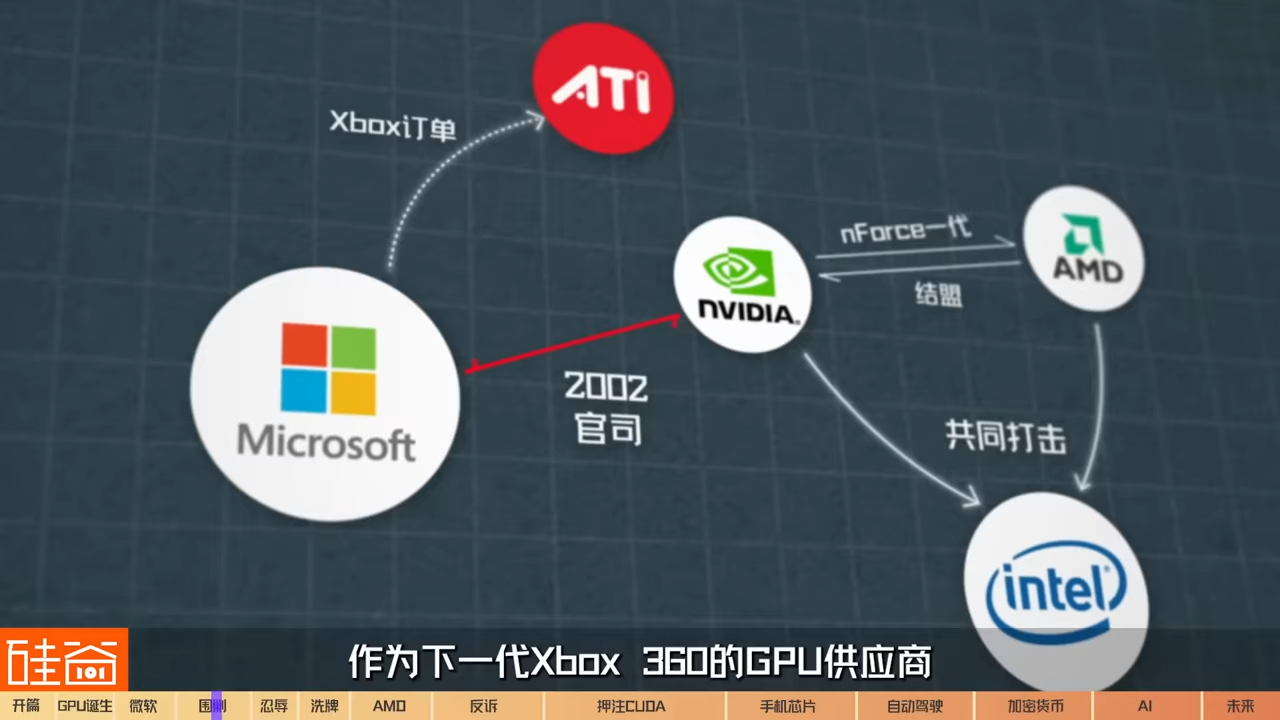 ATI
Xbox订单
nForce一代
AMD
结盟
nVIDIA.
2002
官司
共同打击
Microsoft
intel
硅谷
101
作为下一代Xbox 360的GPU供应商
开篇 GPU诞生 微软 围剿 忍辱 洗牌 AMD 反诉 押注CUDA 手机芯片 自动驾驶 加密货币 AI 未来